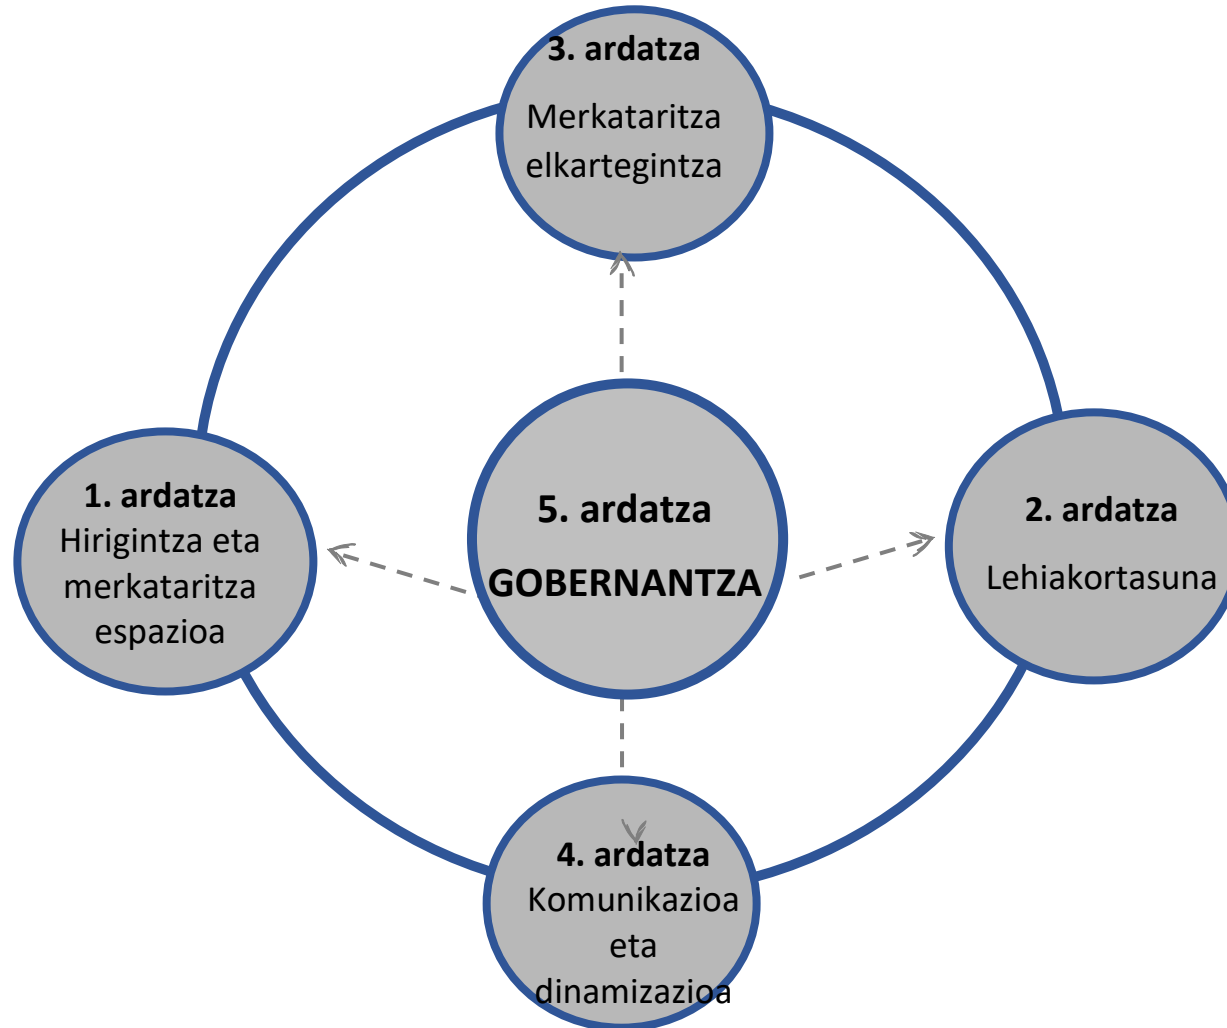 3. ardatza
Merkataritza
elkartegintza
1. ardatza
Hirigintza eta
merkataritza
espazioa
5. ardatza
GOBERNANTZA
2. ardatza
Lehiakortasuna
4. ardatza
Komunikazioa
eta
dinamizazioa